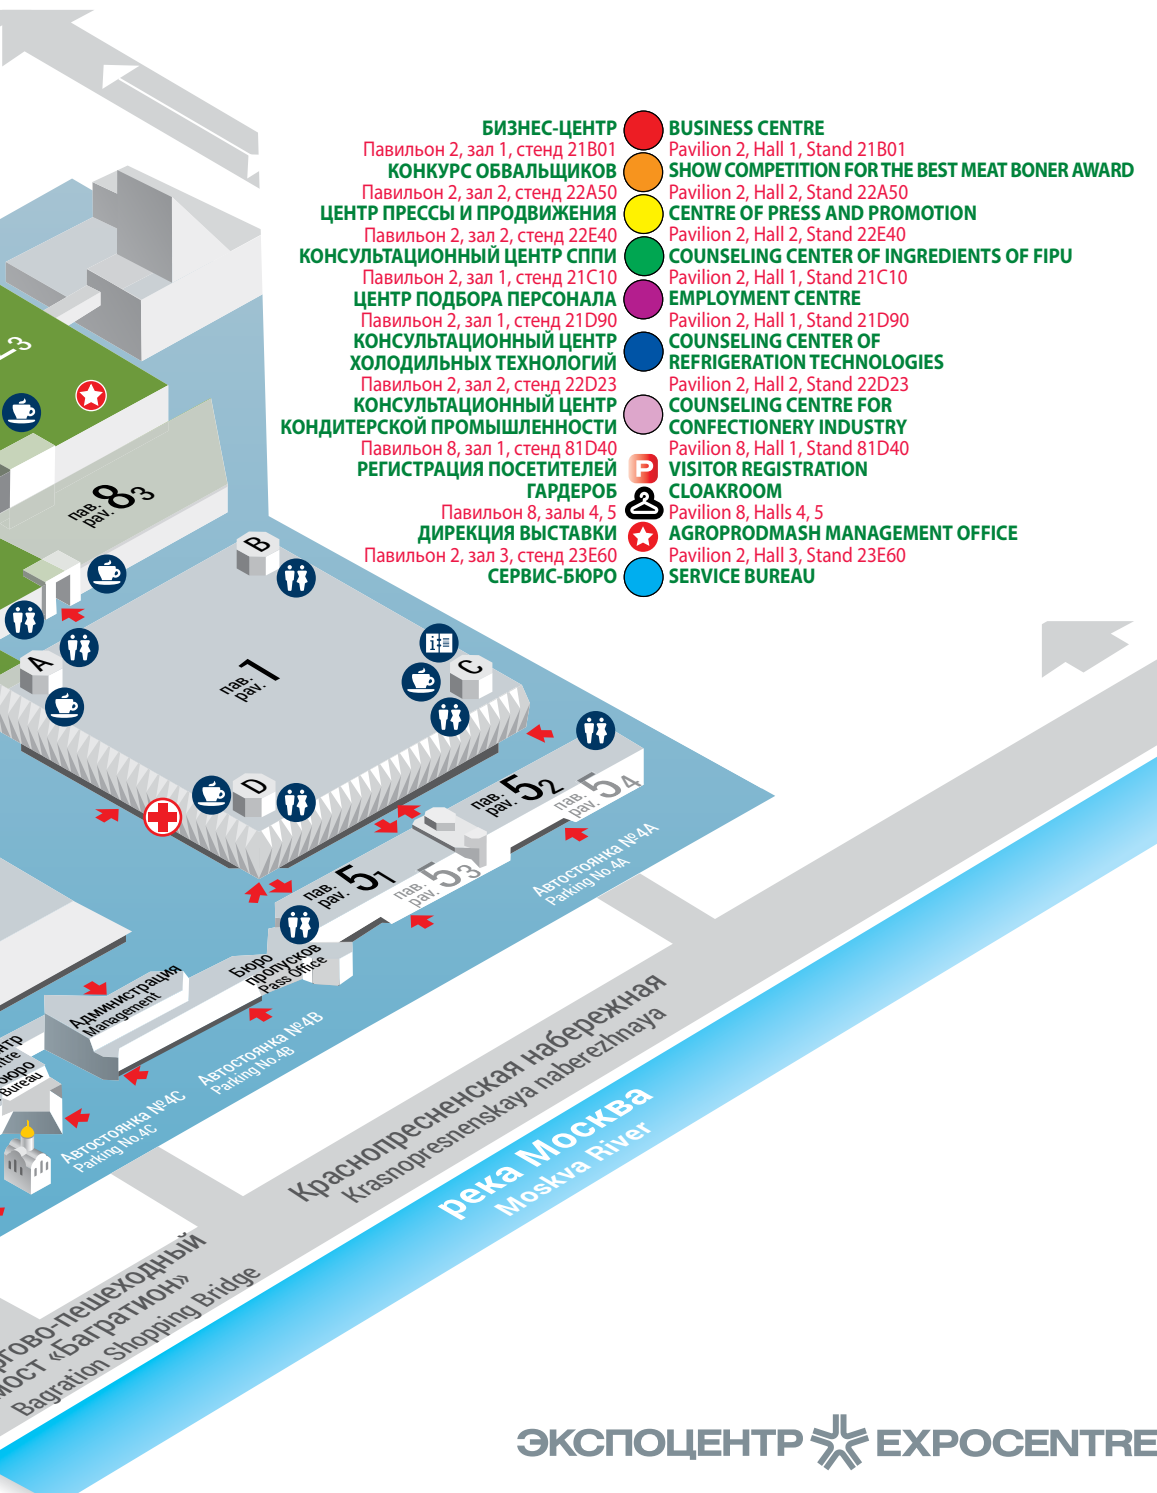 БИЗНЕС-ЦЕНТР
Павильон 2, зал 1, стенд 21B01
КОНКУРС ОБВАЛЬЩИКОВ
Павильон 2, зал 2, стенд 22A50
ЦЕНТР ПРЕССЫ И ПРОДВИЖЕНИЯ
Павильон 2, зал 2, стенд 22E40
КОНСУЛЬТАЦИОННЫЙ ЦЕНТР СППИ
Павильон 2, зал 1, стенд 21C10
ЦЕНТР ПОДБОРА ПЕРСОНАЛА
Павильон 2, зал 1, стенд 21D90
КОНСУЛЬТАЦИОННЫЙ ЦЕНТР
ХОЛОДИЛЬНЫХ ТЕХНОЛОГИЙ
Павильон 2, зал 2, стенд 22D23
КОНСУЛЬТАЦИОННЫЙ ЦЕНТР
КОНДИТЕРСКОЙ ПРОМЫШЛЕННОСТИ
Павильон 8, зал 1, стенд 81D40
РЕГИСТРАЦИЯ ПОСЕТИТЕЛЕЙ
ГАРДЕРОБ
Павильон 8, залы 4, 5
ДИРЕКЦИЯ ВЫСТАВКИ
Павильон 2, зал 3, стенд 23E60
СЕРВИС-БЮРО
P
BUSINESS CENTRE
Pavilion 2, Hall 1, Stand 21B01
SHOW COMPETITION FOR THE BEST MEAT BONER AWARD
Pavilion 2, Hall 2, Stand 22A50
CENTRE OF PRESS AND PROMOTION
Pavilion 2, Hall 2, Stand 22E40
COUNSELING CENTER OF INGREDIENTS OF FIPU
Pavilion 2, Hall 1, Stand 21C10
EMPLOYMENT CENTRE
Pavilion 2, Hall 1, Stand 21D90
COUNSELING CENTER OF
REFRIGERATION TECHNOLOGIES
Pavilion 2, Hall 2, Stand 22D23
COUNSELING CENTRE FOR
CONFECTIONERY INDUSTRY
Pavilion 8, Hall 1, Stand 81D40
VISITOR REGISTRATION
CLOAKROOM
Pavilion 8, Halls 4, 5
AGROPRODMASH MANAGEMENT OFFICE
Pavilion 2, Hall 3, Stand 23E60
SERVICE BUREAU
3
пав.
pav. 83
B
A
i
C
пав.
pav. 1
D
пав.
pav. 52
пав.
pav. 54
пав.
pav. 51
пав.
pav. 53
Автостоянка №4А
Parking No.4A
Бюро
пропусков
Pass Office
Администрация
Management
Автостоянка №4B
Parking No.4B
Bureau
Автостоянка №4C
Parking No.4C
Краснопресненская набережная
Krasnopresnenskaya naberezhnaya
река Москва
Moskva River
ргово-пешеходный
мост «Багратион»
Bagration Shopping Bridge
ЭКСПОЦЕНТР EXPOCENTRE